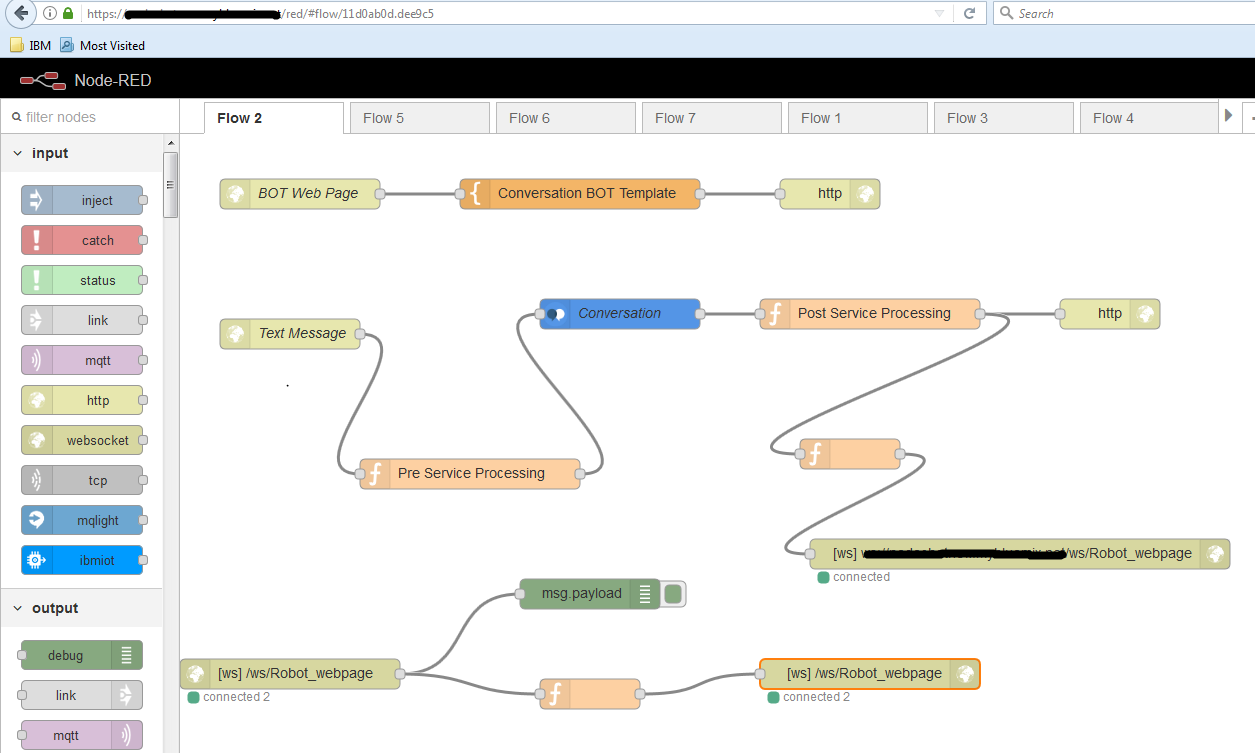 https://
/red/#flow/11d0ab0d.dee9c5
Search
IBM
Most Visited
Node-RED
filter nodes
Flow 2
Flow 5
Flow 6
Flow 7
Flow 1
Flow 3
Flow 4
input
inject
catch
status
link
mqtt
http
websocket
tcp
mqlight
ibmiot
output
debug
link
mqtt
BOT Web Page
Conversation BOT Template
http
Text Message
Conversation
Post Service Processing
http
Pre Service Processing
[ws]
/ws/Robot_webpage
connected
msg.payload
[ws] /ws/Robot_webpage
connected 2
[ws] /ws/Robot_webpage
connected 2